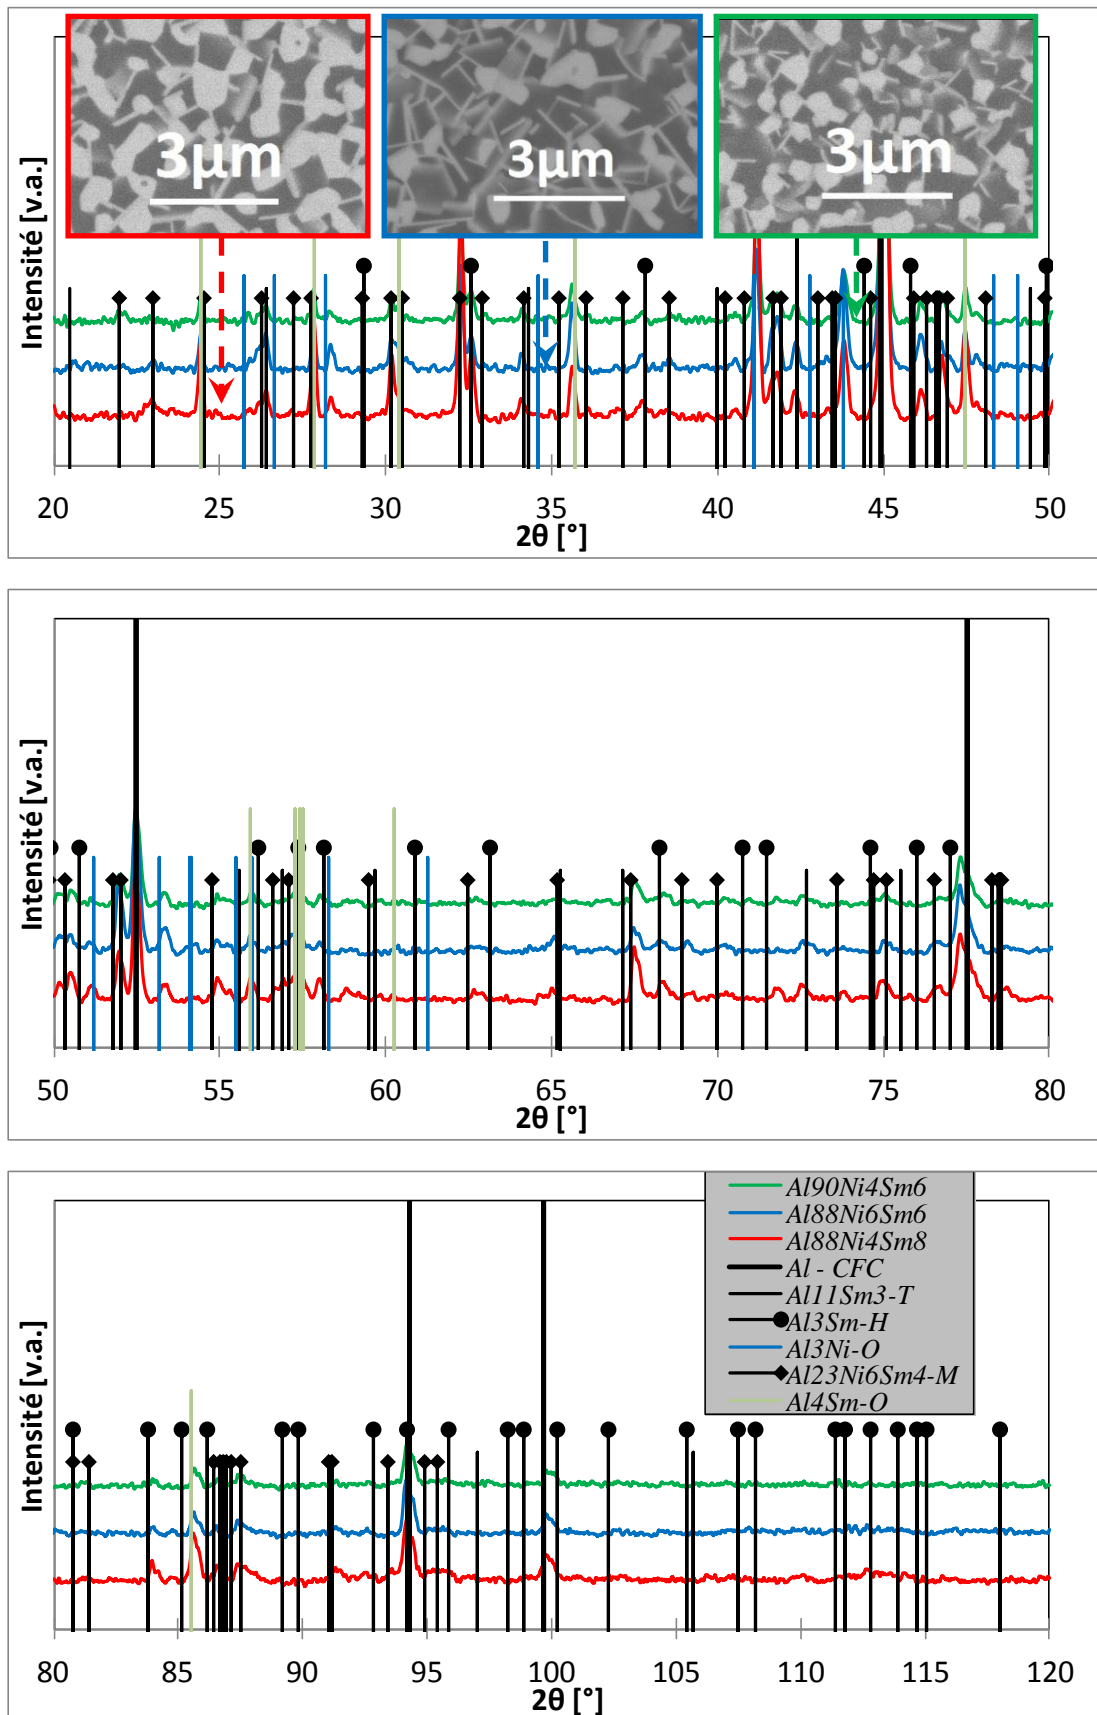 3µm
3µm
3µm
Intensité [v.a.]
20 25 30 35 40 45 50
2θ [°]
Intensité [v.a.]
50 55 60 65 70 75 80
2θ [°]
Al90Ni4Sm6
Al88Ni6Sm6
Al88Ni4Sm8
Al - CFC
Al11Sm3-T
Al3Sm-H
Al3Ni-O
Al23Ni6Sm4-M
Al4Sm-O
Intensité [v.a.]
80 85 90 95 100 105 110 115 120
2θ [°]